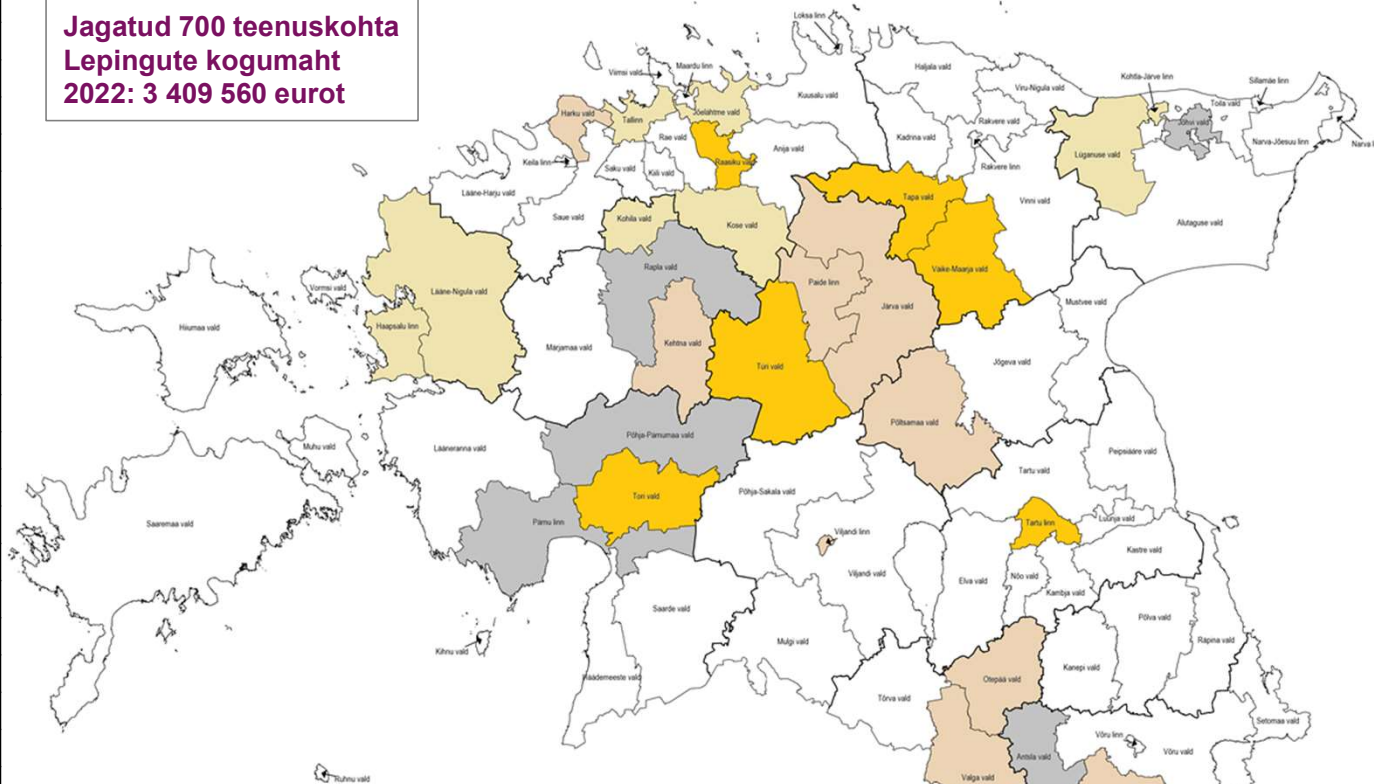 Jagatud 700 teenuskohta
Lepingute kogumaht
2022: 3 409 560 eurot
Loksa linn
Viimsi vald
Maardu linn
Haljala vald
Kohtla-Järve linn
Sillamäe linn
Kuusalu vald
Viru-Nigula vald
Toila vald
Harku vald
Tallinn
Jõelähtme vald
Rakvere vald
Jõhvi vald
Rae vald
Kadrina vald
Narva-Jõesuu linn
Anija vald
Lüganuse vald
Keila linn
Saku vald
Kiili vald
Raasiku vald
Rakvere linn
Lääne-Harju vald
Tapa vald
Vinni vald
Saue vald
Kohila vald
Kose vald
Alutaguse vald
Rapla vald
Väike-Maarja vald
Paide linn
Vormsi vald
Lääne-Nigula vald
Järva vald
Mustvee vald
Hiiumaa vald
Haapsalu linn
Kehtna vald
Märjamaa vald
Türi vald
Jõgeva vald
Põltsamaa vald
Põhja-Pärnumaa vald
Muhu vald
Lääneranna vald
Peipsiääre vald
Tartu vald
Põhja-Sakala vald
Tori vald
Saaremaa vald
Pärnu linn
Tartu linn
Luunja vald
Viljandi linn
Kastre vald
Viljandi vald
Elva vald
Nõo vald
Kambja vald
Saarde vald
Põlva vald
Mulgi vald
Räpina vald
Kihnu vald
Kanepi vald
Häädemeeste vald
Otepää vald
Tõrva vald
Setomaa vald
Võru linn
Võru vald
Antsla vald
Ruhnu vald
Valga vald